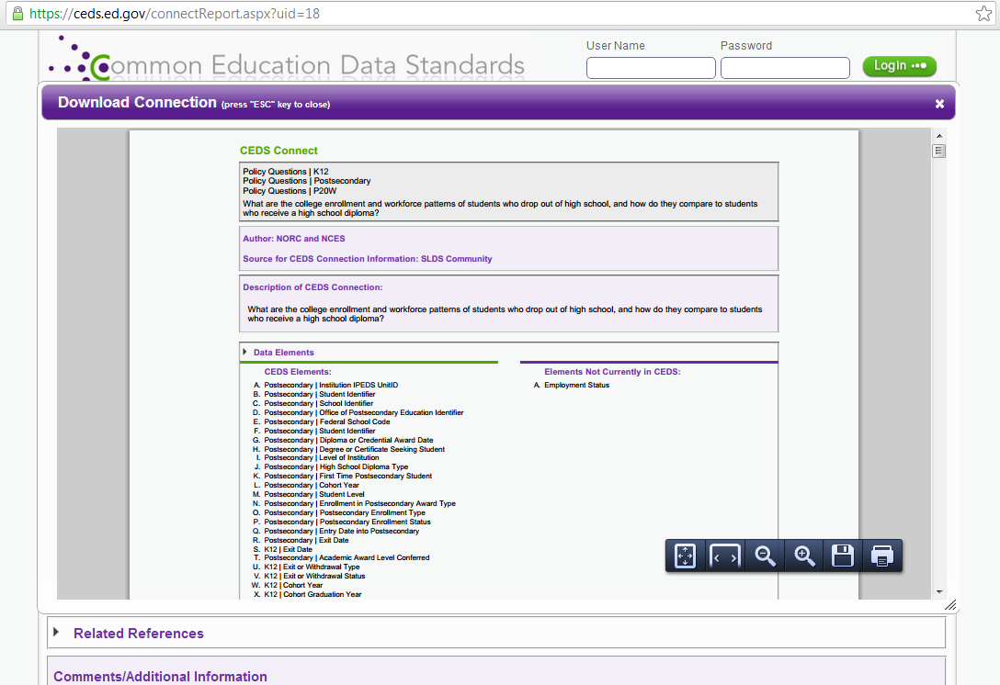 https://ceds.ed.gov/connectReport.aspx?uid=18
User Name
Password
Common Education Data Standards
LogIn
Download Connection (press "ESC" key to close)
CEDS Connect
Policy Questions | K12
Policy Questions | Postsecondary
Policy Questions | P20W
What are the college enrollment and workforce patterns of students who drop out of high school, and how do they compare to students
who receive a high school diploma?
Author: NORC and NCES
Source for CEDS Connection Information: SLDS Community
Description of CEDS Connection:
What are the college enrollment and workforce patterns of students who drop out of high school, and how do they compare to students
who receive a high school diploma?
Data Elements
CEDS Elements:
A. Postsecondary | Institution IPEDS UnitID
B. Postsecondary | Student Identifier
C. Postsecondary | School Identifier
D. Postsecondary | Office of Postsecondary Education Identifier
E. Postsecondary | Federal School Code
F. Postsecondary | Student Identifier
G. Postsecondary | Diploma or Credential Award Date
H. Postsecondary | Degree or Certificate Seeking Student
I. Postsecondary | Level of Institution
J. Postsecondary | High School Diploma Type
K. Postsecondary | First Time Postsecondary Student
L. Postsecondary | Cohort Year
M. Postsecondary | Student Level
N. Postsecondary | Enrollment in Postsecondary Award Type
O. Postsecondary | Postsecondary Enrollment Type
P. Postsecondary | Postsecondary Enrollment Status
Q. Postsecondary | Entry Date into Postsecondary
R. Postsecondary | Exit Date
S. K12 | Exit Date
T. Postsecondary | Academic Award Level Conferred
U. K12 | Exit or Withdrawal Type
V. K12 | Exit or Withdrawal Status
W. K12 | Cohort Year
X. K12 | Cohort Graduation Year
Elements Not Currently in CEDS:
A. Employment Status
Related References
Comments/Additional Information